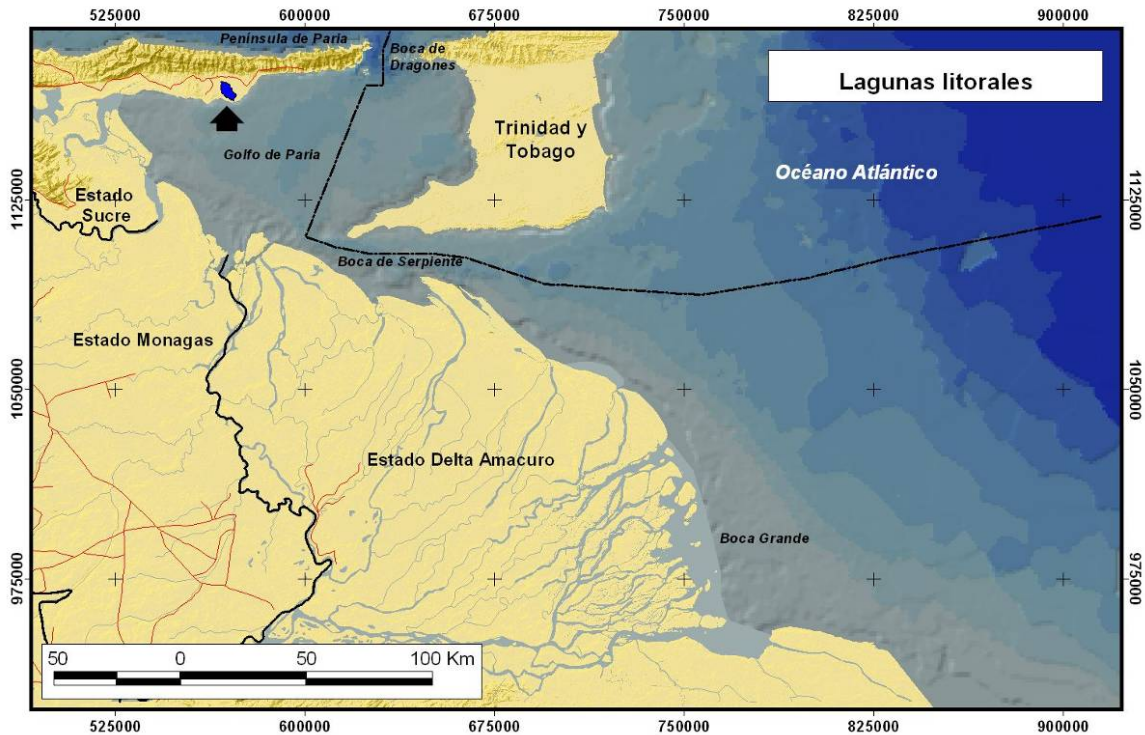 525000 600000 675000 750000 825000 900000
Península de Paria
Boca de
Dragones
Lagunas litorales
Trinidad y
Tobago
Golfo de Paria
Océano Atlántico
Estado
Sucre
1125000 1125000
Boca de Serpiente
Estado Monagas
1050000 1050000
Estado Delta Amacuro
Boca Grande
975000 975000
50 0 50 100 Km
525000 600000 675000 750000 825000 900000